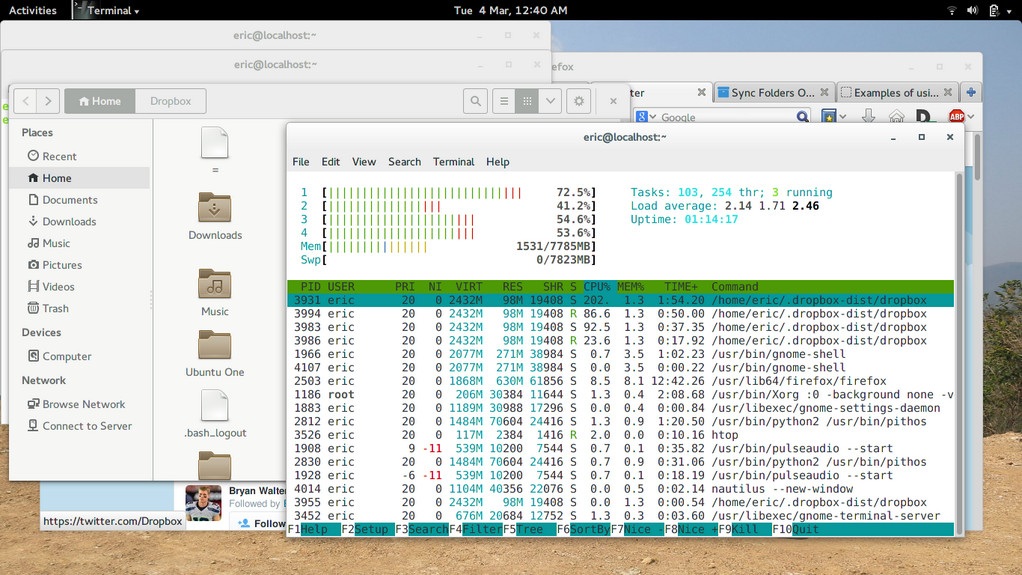 Activities Terminal Tue 4 Mar, 12:40 AM
eric@localhost:~
eric@localhost:~
efox
Home Dropbox
ter Sync Folders O... Examples of usi...
Google
ABP
Places
Recent
Home
Documents
Downloads
Music
Pictures
Videos
Trash
Devices
Computer
Network
Browse Network
Connect to Server
=
Downloads
Music
Ubuntu One
.bash_logout
eric@localhost:~
File Edit View Search Terminal Help
1 [ 72.5%] Tasks: 103, 254 thr; 3 running
2 [ 41.2%] Load average: 2.14 1.71 2.46
3 [ 54.6%] Uptime: 01:14:17
4 [ 53.6%]
Mem[ 1531/7785MB]
Swp[ 0/7823MB]
PID USER PRI NI VIRT RES SHR S CPU% MEM% TIME+ Command
3931 eric 20 0 2432M 98M 19408 S 202. 1.3 1:54.20 /home/eric/.dropbox-dist/dropbox
3994 eric 20 0 2432M 98M 19408 R 86.6 1.3 0:50.00 /home/eric/.dropbox-dist/dropbox
3983 eric 20 0 2432M 98M 19408 S 92.5 1.3 0:37.35 /home/eric/.dropbox-dist/dropbox
3986 eric 20 0 2432M 98M 19408 R 23.6 1.3 0:17.92 /home/eric/.dropbox-dist/dropbox
1966 eric 20 0 2077M 271M 38984 S 0.7 3.5 1:02.23 /usr/bin/gnome-shell
4107 eric 20 0 2077M 271M 38984 S 0.0 3.5 0:00.22 /usr/bin/gnome-shell
2503 eric 20 0 1868M 630M 61856 S 8.5 8.1 12:42.26 /usr/lib64/firefox/firefox
1186 root 20 0 206M 30384 11644 S 1.3 0.4 2:08.68 /usr/bin/Xorg :0 -background none -v
1883 eric 20 0 1189M 30988 17296 S 0.0 0.4 0:00.84 /usr/libexec/gnome-settings-daemon
2812 eric 20 0 1484M 70604 24416 S 1.3 0.9 1:20.50 /usr/bin/python2 /usr/bin/pithos
3526 eric 20 0 117M 2384 1416 R 2.0 0.0 0:10.16 htop
1908 eric 9 -11 539M 10200 7544 S 0.7 0.1 0:35.82 /usr/bin/pulseaudio --start
2830 eric 20 0 1484M 70604 24416 S 0.7 0.9 0:31.06 /usr/bin/python2 /usr/bin/pithos
1928 eric -6 -11 539M 10200 7544 S 0.7 0.1 0:18.19 /usr/bin/pulseaudio --start
4014 eric 20 0 1104M 40356 22076 S 0.0 0.5 0:02.14 nautilus --new-window
3955 eric 20 0 2432M 98M 19408 S 0.0 1.3 0:00.54 /home/eric/.dropbox-dist/dropbox
3452 eric 20 0 676M 20684 12752 S 1.3 0.3 0:03.60 /usr/libexec/gnome-terminal-server
F1Help F2Setup F3SearchF4FilterF5Tree F6SortByF7Nice -F8Nice +F9Kill F10Quit
Bryan Walter
Followed by
Follow
https://twitter.com/Dropbox